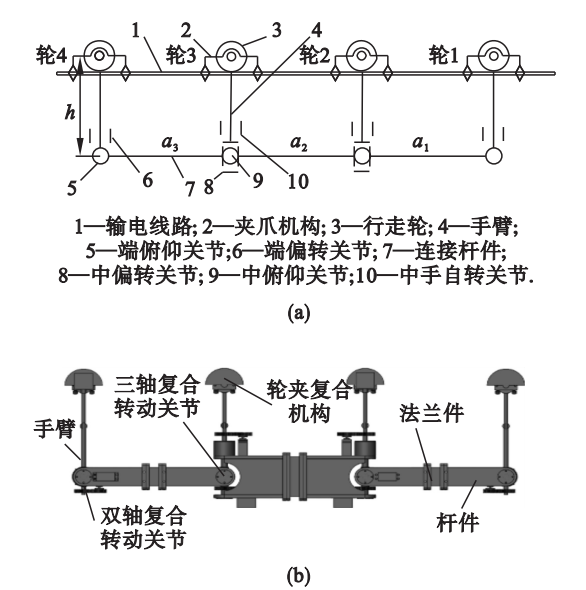 1 2 3 4
轮4 轮3 轮2 轮1
h
a3 a2 a1
5 6 7 8 9 10
1—输电线路; 2—夹爪机构; 3—行走轮; 4—手臂;
5—端俯仰关节;6—端偏转关节; 7—连接杆件;
8—中偏转关节; 9—中俯仰关节;10—中手自转关节.
(a)
三轴复合
转动关节
轮夹复合
机构
手臂
法兰件
双轴复合
转动关节
杆件
(b)